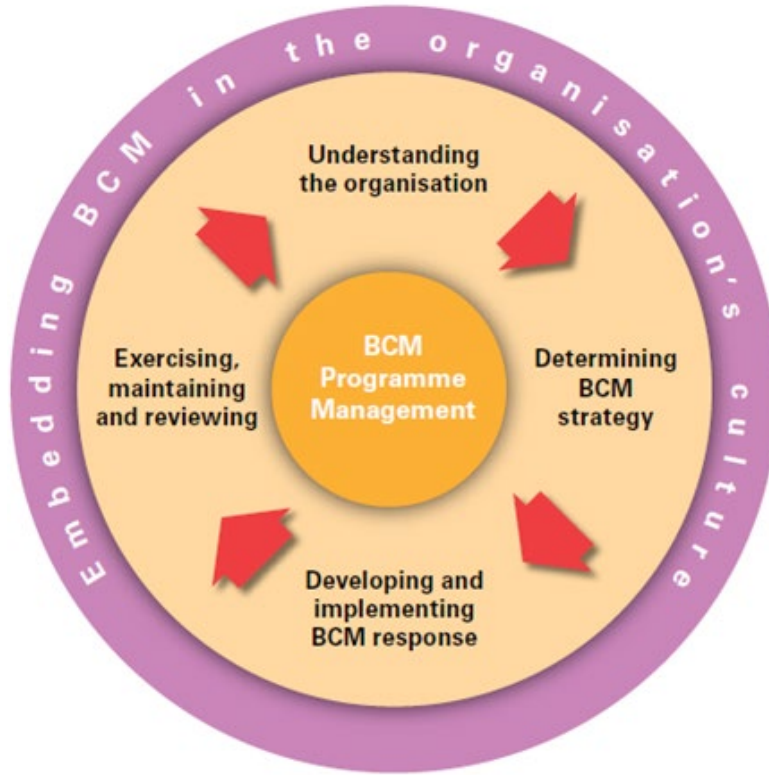 Embedding BCM in the organisation's culture
Understanding
the organisation
BCM
Programme
Management
Exercising,
maintaining
and reviewing
Determining
BCM
strategy
Developing and
implementing
BCM response